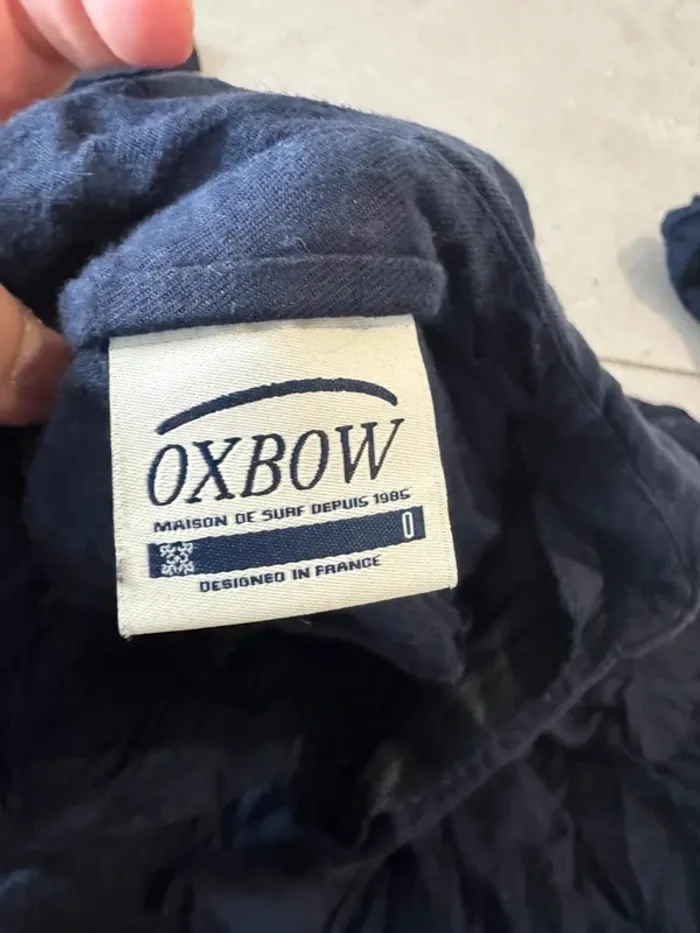 OXBOW
MAISON DE SURF DEPUIS 1985
0
DESIGNED IN FRANCE